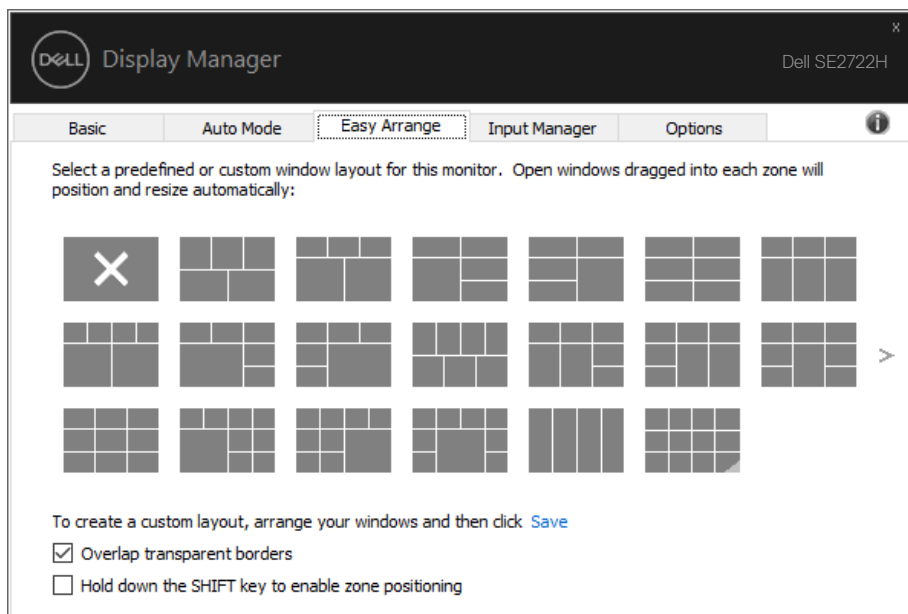 x
DELL Display Manager
Dell SE2722H
Basic Auto Mode Easy Arrange Input Manager Options
Select a predefined or custom window layout for this monitor. Open windows dragged into each zone will
position and resize automatically:
To create a custom layout, arrange your windows and then click Save
Overlap transparent borders
Hold down the SHIFT key to enable zone positioning